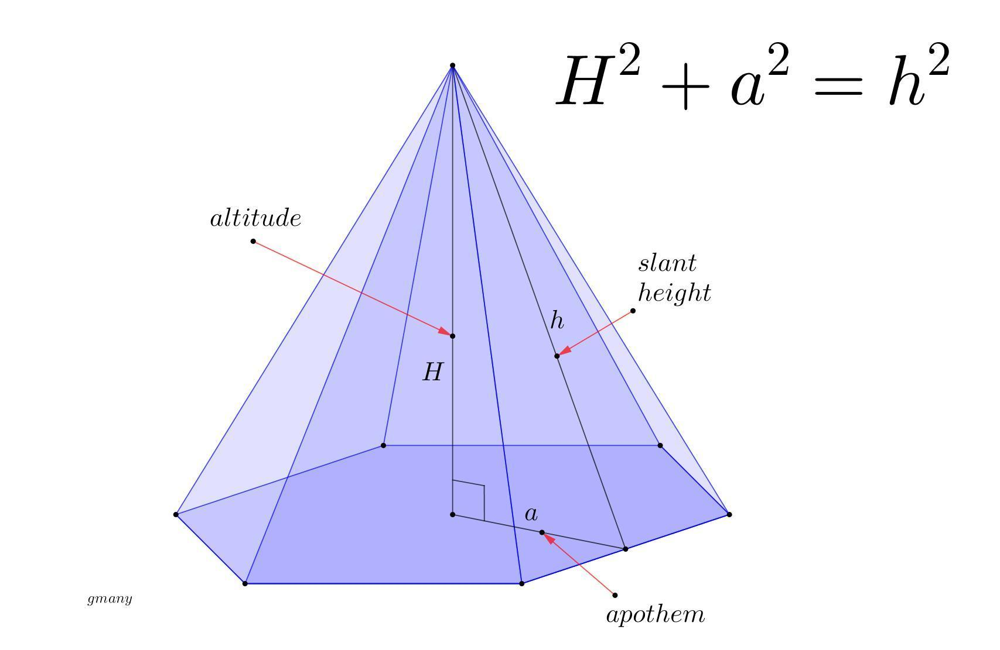 H² + a² = h²
altitude
slant
height
h
H
a
gmany
apothem